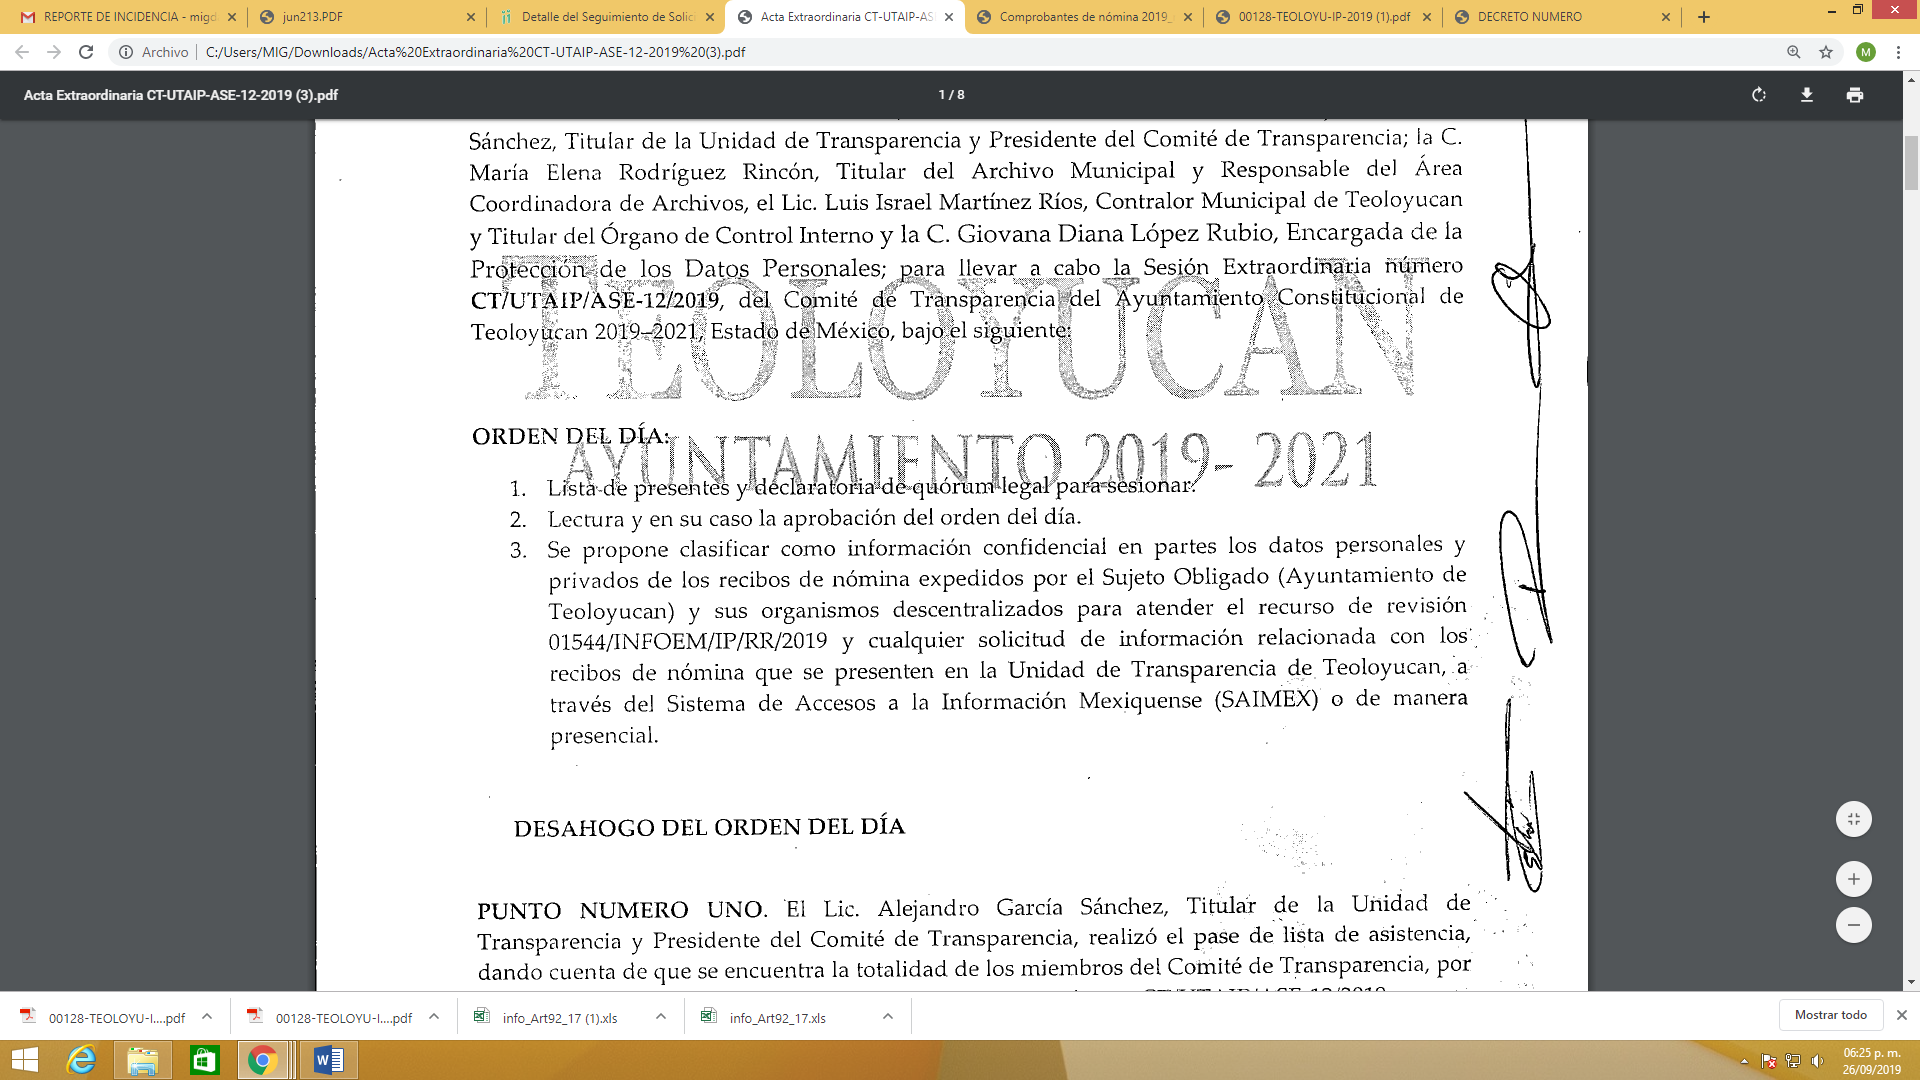 REPORTE DE INCIDENCIA - migd
jun213.PDF
Detalle del Seguimiento de Solic
Acta Extraordinaria CT-UTAIP-AS
Comprobantes de nómina 2019_
00128-TEOLOYU-IP-2019 (1).pdf
DECRETO NUMERO
Archivo
C:/Users/MIG/Downloads/Acta%20Extraordinaria%20CT-UTAIP-ASE-12-2019%20(3).pdf
M
Acta Extraordinaria CT-UTAIP-ASE-12-2019 (3).pdf
1 / 8
Sánchez, Titular de la Unidad de Transparencia y Presidente del Comité de Transparencia; la C.
María Elena Rodríguez Rincón, Titular del Archivo Municipal y Responsable del Área
Coordinadora de Archivos, el Lic. Luis Israel Martínez Ríos, Contralor Municipal de Teoloyucan
y Titular del Órgano de Control Interno y la C. Giovana Diana López Rubio, Encargada de la
Protección de los Datos Personales; para llevar a cabo la Sesión Extraordinaria número
CT/UTAIP/ASE-12/2019, del Comité de Transparencia del Ayuntamiento Constitucional de
Teoloyucan 2019–2021, Estado de México, bajo el siguiente:
TEOLOYUCAN
ORDEN DEL DÍA:
AYUNTAMIENTO 2019- 2021
1. Lista de presentes y declaratoria de quórum legal para sesionar.
2. Lectura y en su caso la aprobación del orden del día.
3. Se propone clasificar como información confidencial en partes los datos personales y
privados de los recibos de nómina expedidos por el Sujeto Obligado (Ayuntamiento de
Teoloyucan) y sus organismos descentralizados para atender el recurso de revisión
01544/INFOEM/IP/RR/2019 y cualquier solicitud de información relacionada con los
recibos de nómina que se presenten en la Unidad de Transparencia de Teoloyucan, a
través del Sistema de Accesos a la Información Mexiquense (SAIMEX) o de manera
presencial.
DESAHOGO DEL ORDEN DEL DÍA
PUNTO NUMERO UNO. El Lic. Alejandro García Sánchez, Titular de la Unidad de
Transparencia y Presidente del Comité de Transparencia, realizó el pase de lista de asistencia,
dando cuenta de que se encuentra la totalidad de los miembros del Comité de Transparencia, por
CT/UTAIP/ASE-12/2019
00128-TEOLOYU-I....pdf
00128-TEOLOYU-I....pdf
info_Art92_17 (1).xls
info_Art92_17.xls
Mostrar todo
06:25 p. m.
26/09/2019